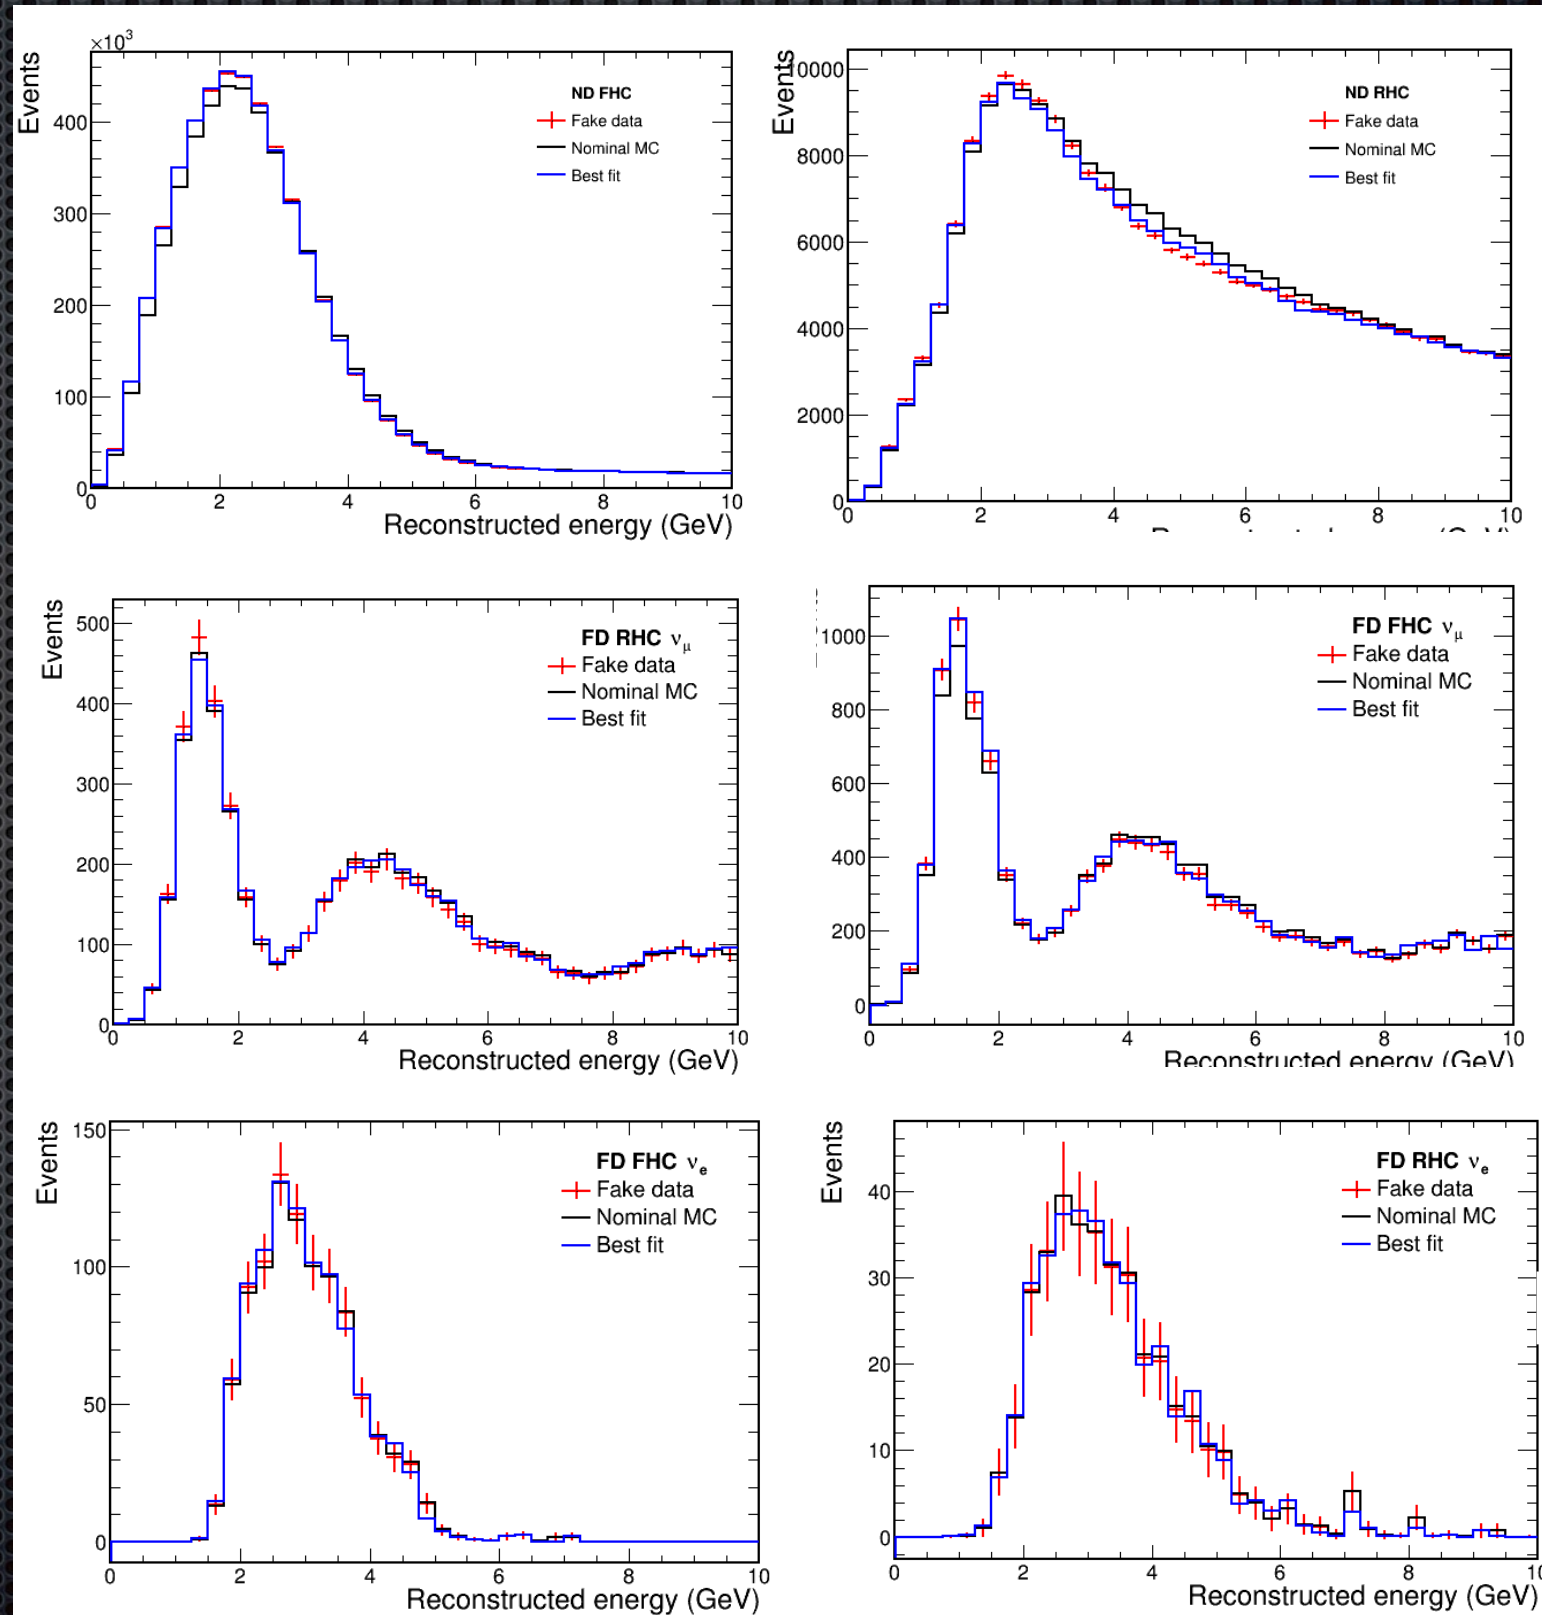 ×10³
Events
400
300
200
100
0
0 2 4 6 8 10
Reconstructed energy (GeV)
ND FHC
Fake data
Nominal MC
Best fit
Events
10000
8000
6000
4000
2000
0
0 2 4 6 8 10
ND RHC
Fake data
Nominal MC
Best fit
Events
500
400
300
200
100
0
0 2 4 6 8 10
Reconstructed energy (GeV)
FD RHC νμ
Fake data
Nominal MC
Best fit
1000
800
600
400
200
0
0 2 4 6 8 10
Reconstructed energy (GeV)
FD FHC νμ
Fake data
Nominal MC
Best fit
Events
150
100
50
0
0 2 4 6 8 10
Reconstructed energy (GeV)
FD FHC νe
Fake data
Nominal MC
Best fit
Events
40
30
20
10
0
0 2 4 6 8 10
Reconstructed energy (GeV)
FD RHC νe
Fake data
Nominal MC
Best fit